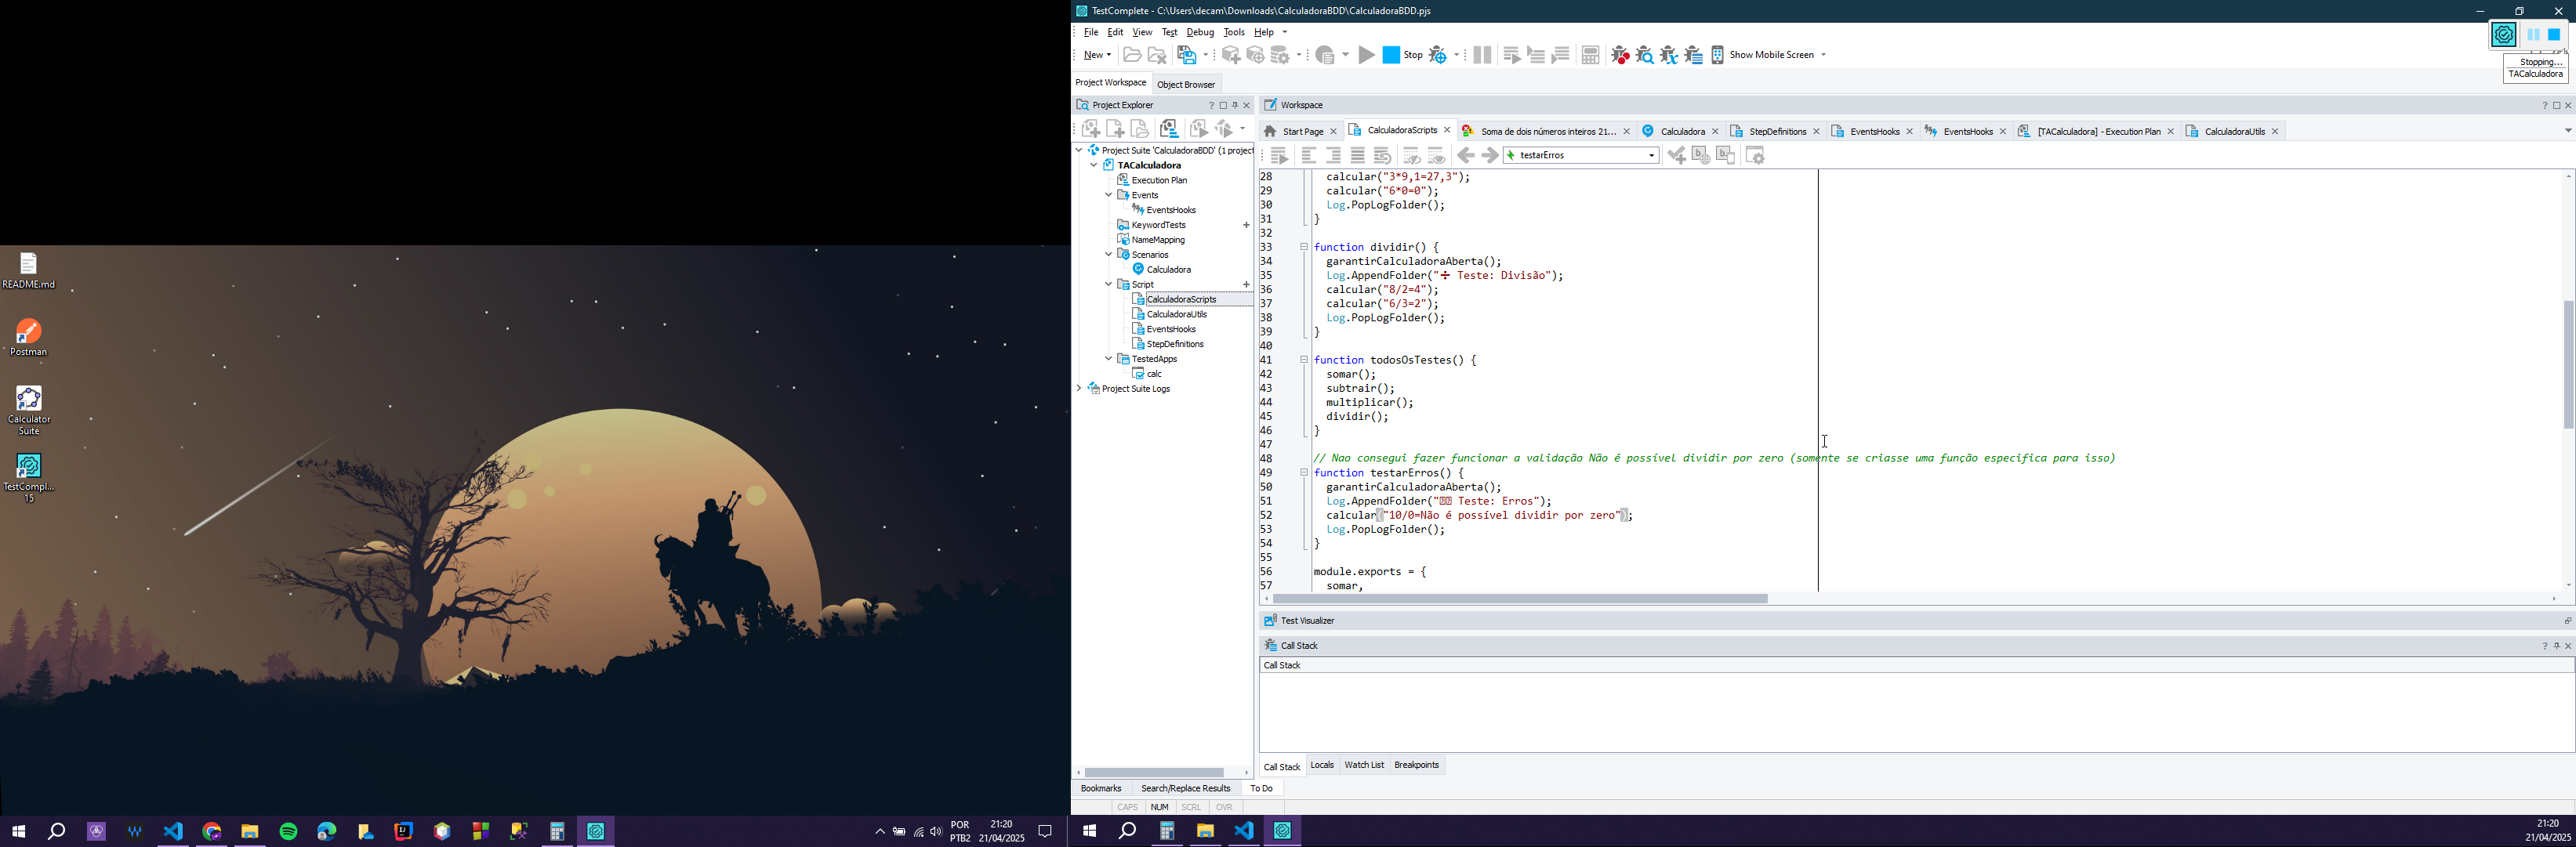 README.md
Postman
Calculator
Suite
TestCompl...
15
POR
PTB2
21:20
21/04/2025
TestComplete - C:\Users\decam\Downloads\CalculadoraBDD\CalculadoraBDD.pjs
File Edit View Test Debug Tools Help
New Stop Show Mobile Screen
Stopping...
TACalculadora
Project Workspace Object Browser
Project Explorer
Project Suite 'CalculadoraBDD' (1 project
TACalculadora
Execution Plan
Events
EventsHooks
KeywordTests
NameMapping
Scenarios
Calculadora
Script
CalculadoraScripts
CalculadoraUtils
EventsHooks
StepDefinitions
TestedApps
calc
Project Suite Logs
Workspace
Start Page CalculadoraScripts Soma de dois números inteiros 21... Calculadora StepDefinitions EventsHooks EventsHooks [TACalculadora] - Execution Plan CalculadoraUtils
testarErros
28 calcular("3*9,1=27,3");
29 calcular("6*0=0");
30 Log.PopLogFolder();
31 }
32
33 function dividir() {
34 garantirCalculadoraAberta();
35 Log.AppendFolder("➗ Teste: Divisão");
36 calcular("8/2=4");
37 calcular("6/3=2");
38 Log.PopLogFolder();
39 }
40
41 function todosOsTestes() {
42 somar();
43 subtrair();
44 multiplicar();
45 dividir();
46 }
47
48 // Nao consegui fazer funcionar a validação Não é possível dividir por zero (somente se criasse uma função especifica para isso)
49 function testarErros() {
50 garantirCalculadoraAberta();
51 Log.AppendFolder(" Teste: Erros");
52 calcular("10/0=Não é possível dividir por zero");
53 Log.PopLogFolder();
54 }
55
56 module.exports = {
57 somar,
Test Visualizer
Call Stack
Call Stack
Call Stack Locals Watch List Breakpoints
Bookmarks Search/Replace Results To Do
CAPS NUM SCRL OVR
21:20
21/04/2025